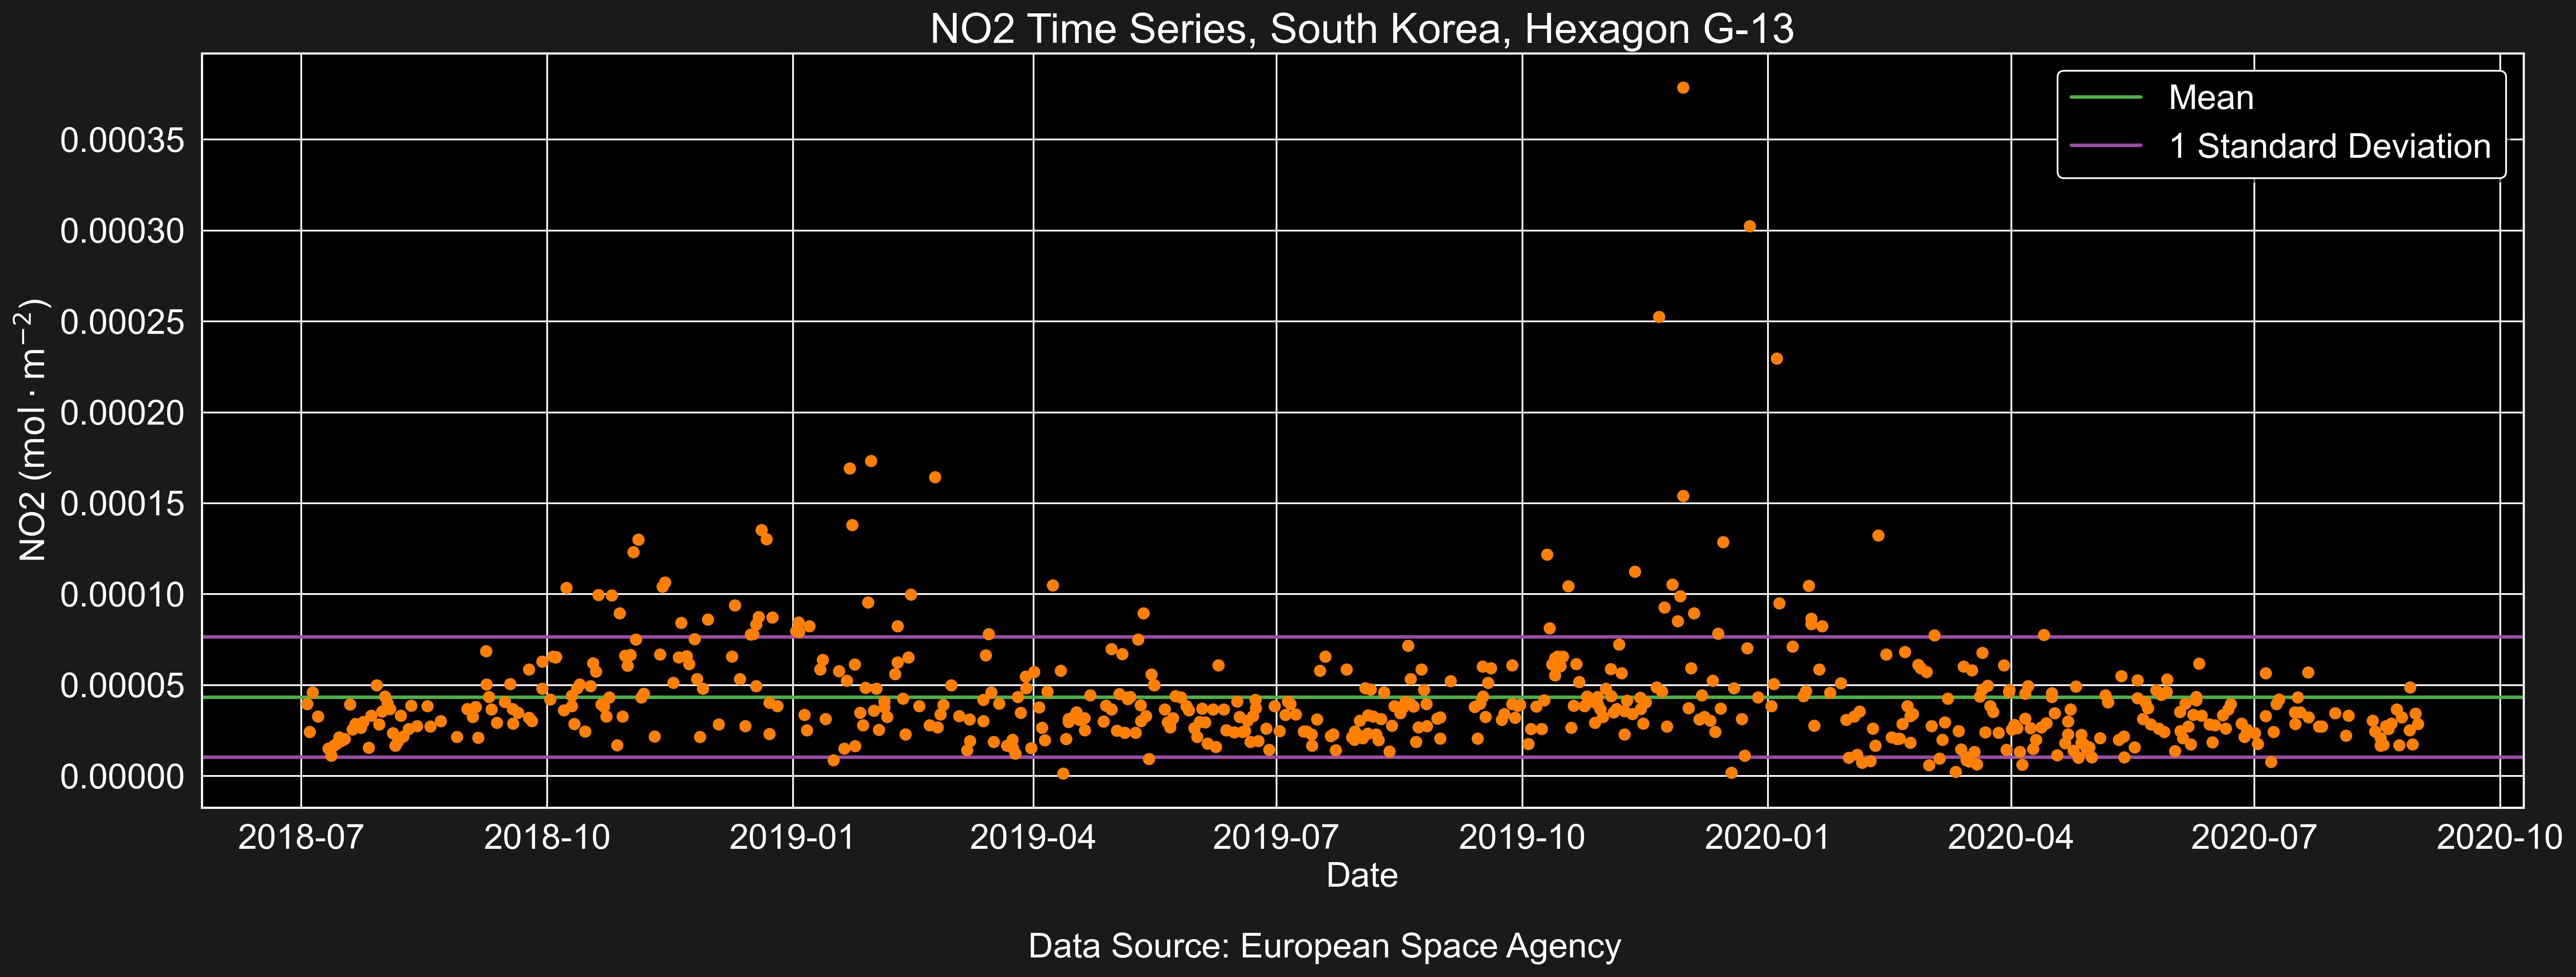 NO2 Time Series, South Korea, Hexagon G-13
Mean
1 Standard Deviation
NO2 (mol · m⁻²)
0.00035
0.00030
0.00025
0.00020
0.00015
0.00010
0.00005
0.00000
2018-07 2018-10 2019-01 2019-04 2019-07 2019-10 2020-01 2020-04 2020-07 2020-10
Date
Data Source: European Space Agency